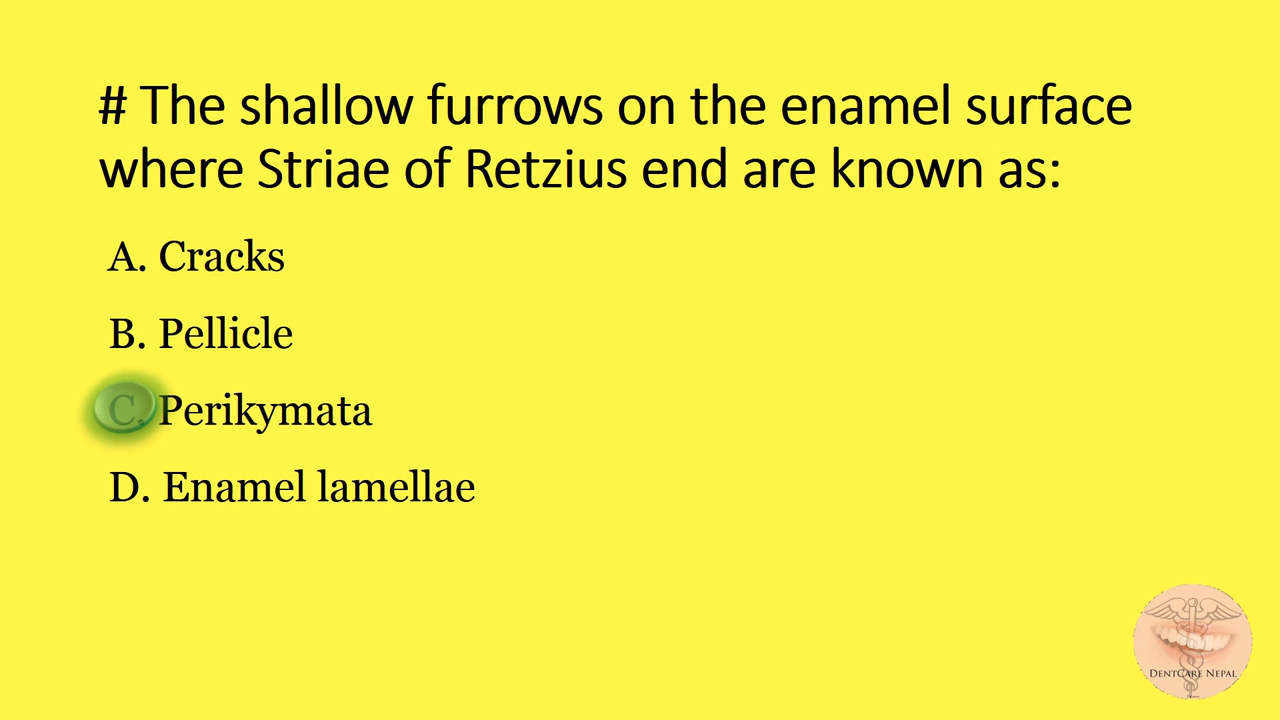 # The shallow furrows on the enamel surface
where Striae of Retzius end are known as:
A. Cracks
B. Pellicle
C. Perikymata
D. Enamel lamellae
DentCare Nepal